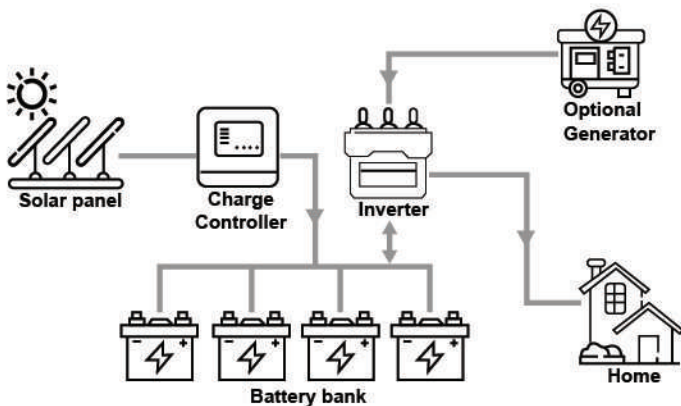 Optional
Generator
Solar panel
Charge
Controller
Inverter
- +
- +
- +
- +
Battery bank
Home